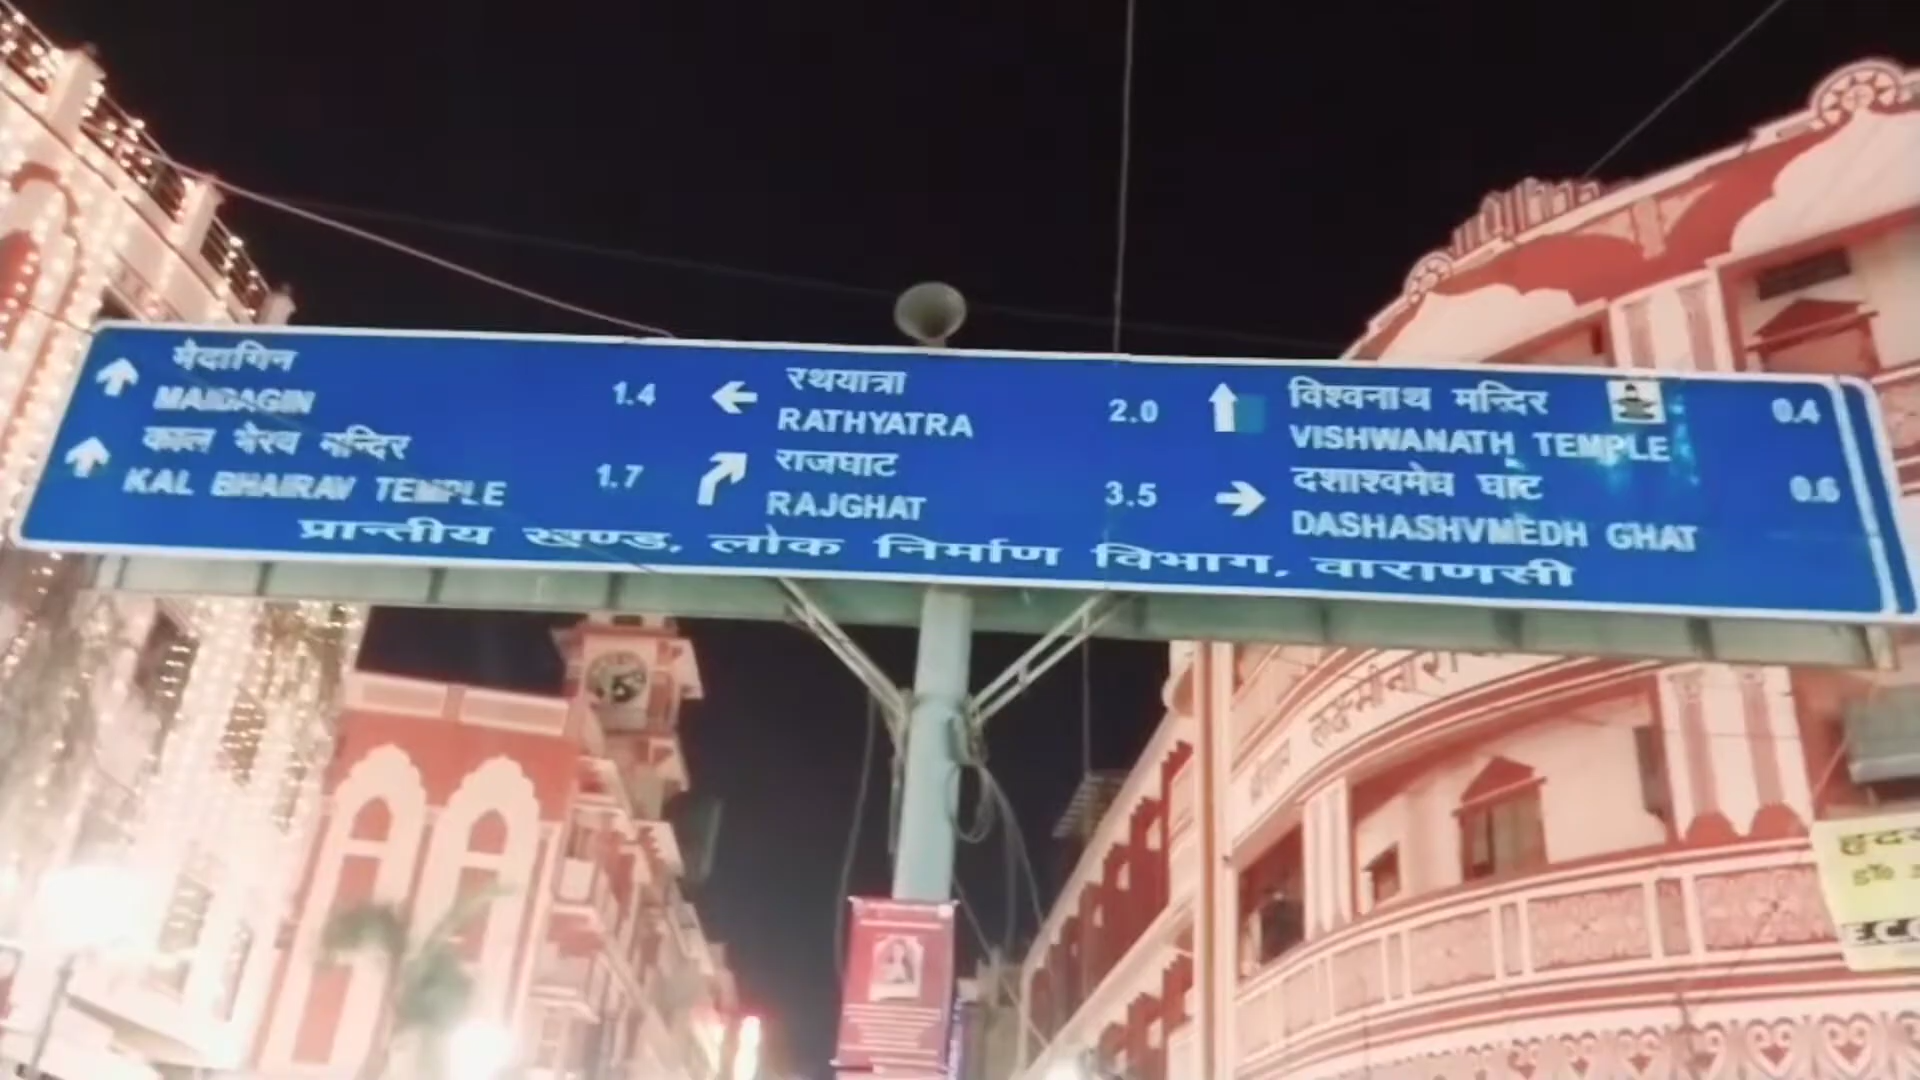 मैदागिन
MAIDAGIN 1.4
काल भैरव मन्दिर
KAL BHAIRAV TEMPLE 1.7
रथयात्रा
RATHYATRA 2.0
राजघाट
RAJGHAT 3.5
विश्वनाथ मन्दिर
VISHWANATH TEMPLE 0.4
दशाश्वमेघ घाट
DASHASHVMEDH GHAT 0.6
प्रान्तीय खण्ड, लोक निर्माण विभाग, वाराणसी